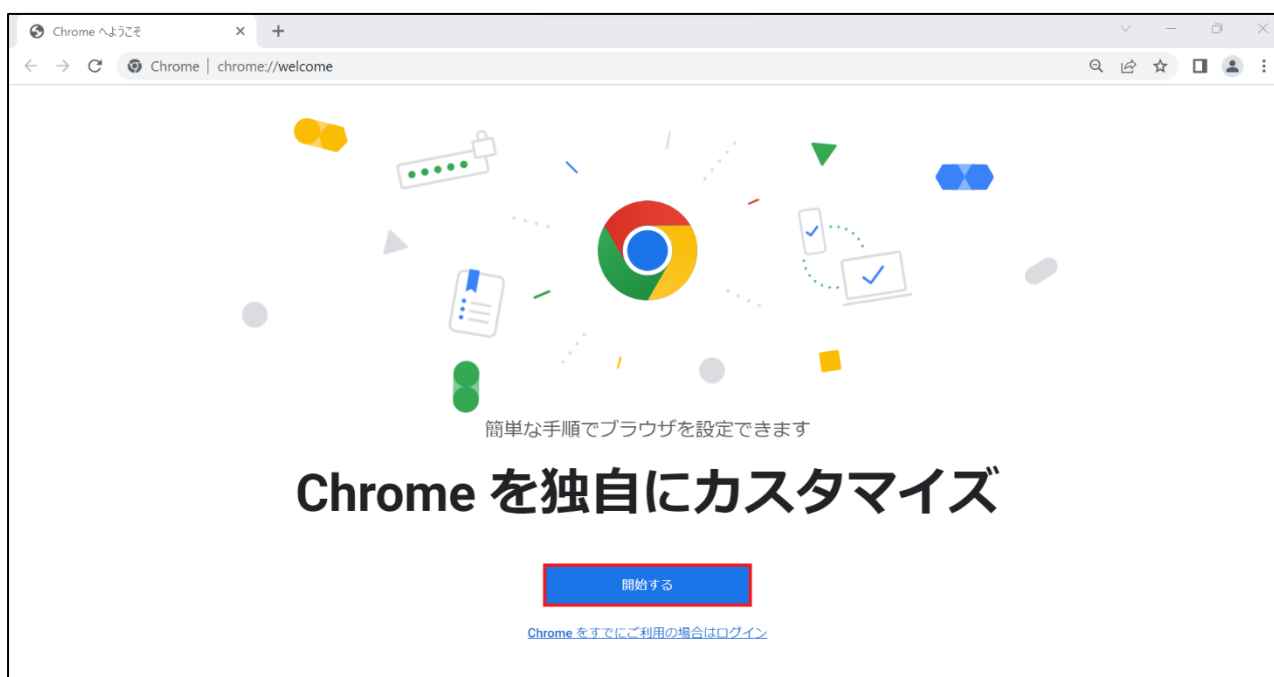 Chrome へようこそ
Chrome | chrome://welcome
簡単な手順でブラウザを設定できます
Chrome を独自にカスタマイズ
開始する
Chrome をすでにご利用の場合はログイン